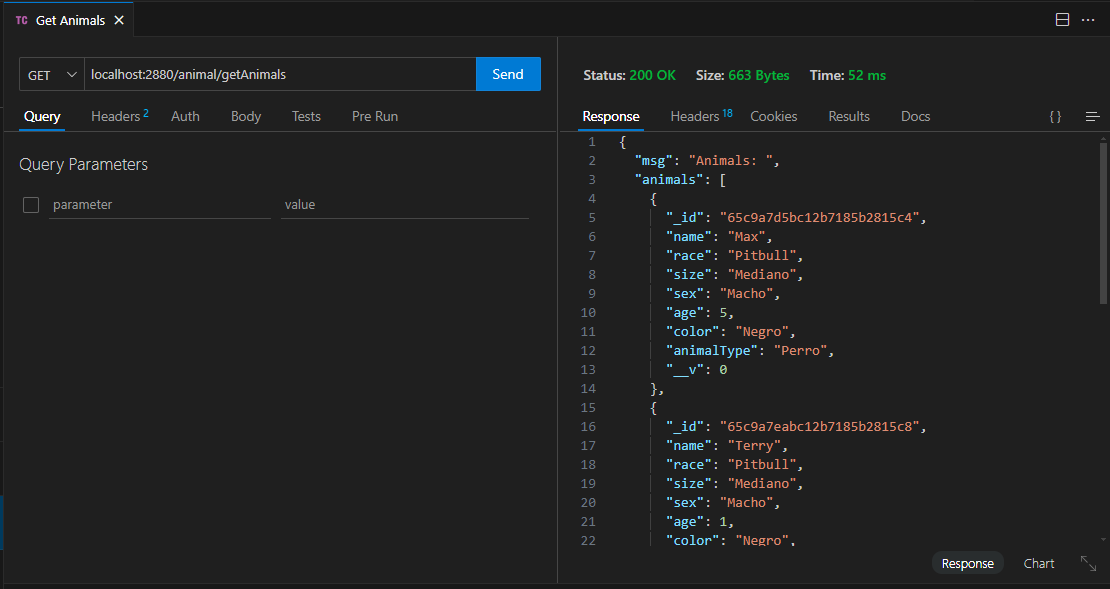 TC Get Animals
GET localhost:2880/animal/getAnimals Send
Query Headers 2 Auth Body Tests Pre Run
Query Parameters
parameter value
Status: 200 OK Size: 663 Bytes Time: 52 ms
Response Headers 18 Cookies Results Docs { }
1 {
2 "msg": "Animals: ",
3 "animals": [
4 {
5 "_id": "65c9a7d5bc12b7185b2815c4",
6 "name": "Max",
7 "race": "Pitbull",
8 "size": "Mediano",
9 "sex": "Macho",
10 "age": 5,
11 "color": "Negro",
12 "animalType": "Perro",
13 "__v": 0
14 },
15 {
16 "_id": "65c9a7eabc12b7185b2815c8",
17 "name": "Terry",
18 "race": "Pitbull",
19 "size": "Mediano",
20 "sex": "Macho",
21 "age": 1,
22 "color": "Negro",
Response Chart